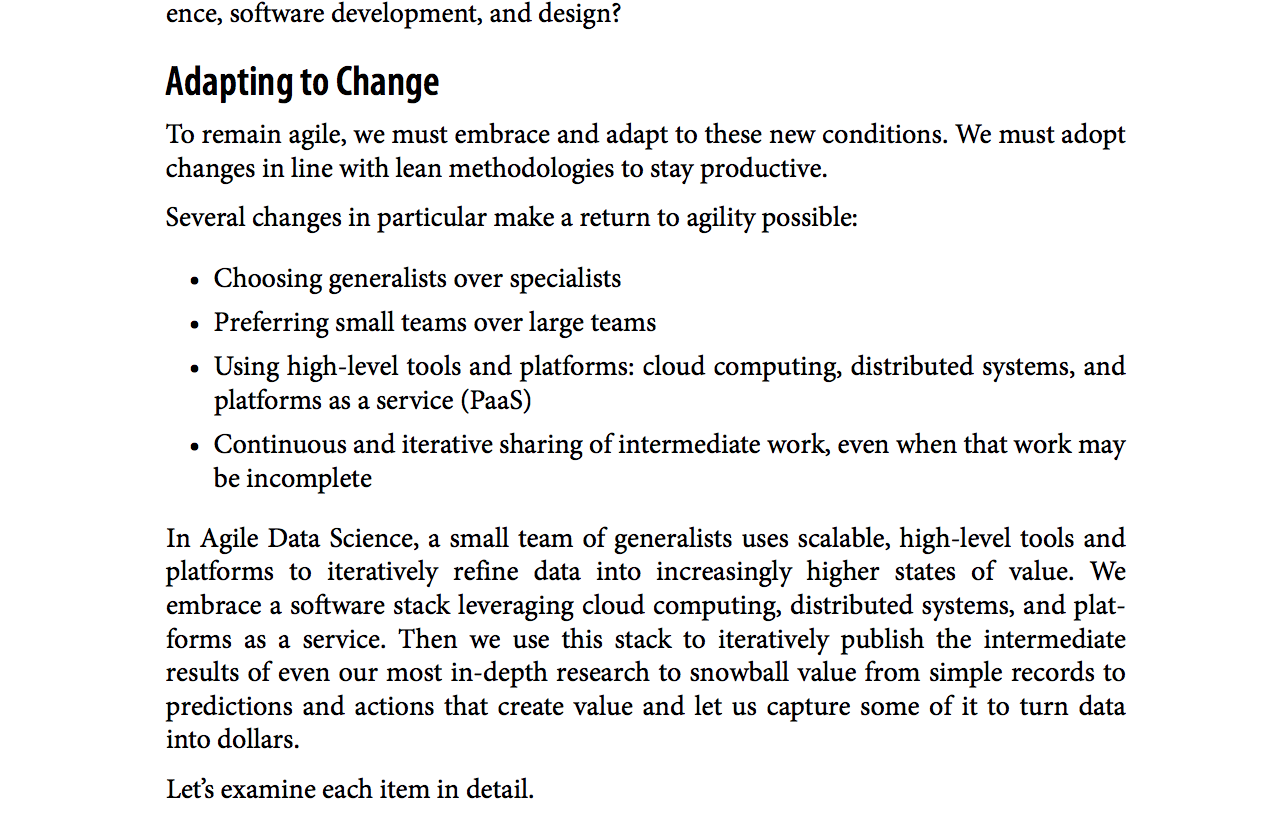 ence, software development, and design?
Adapting to Change
To remain agile, we must embrace and adapt to these new conditions. We must adopt
changes in line with lean methodologies to stay productive.
Several changes in particular make a return to agility possible:
• Choosing generalists over specialists
• Preferring small teams over large teams
• Using high-level tools and platforms: cloud computing, distributed systems, and
platforms as a service (PaaS)
• Continuous and iterative sharing of intermediate work, even when that work may
be incomplete
In Agile Data Science, a small team of generalists uses scalable, high-level tools and
platforms to iteratively refine data into increasingly higher states of value. We
embrace a software stack leveraging cloud computing, distributed systems, and plat-
forms as a service. Then we use this stack to iteratively publish the intermediate
results of even our most in-depth research to snowball value from simple records to
predictions and actions that create value and let us capture some of it to turn data
into dollars.
Let’s examine each item in detail.